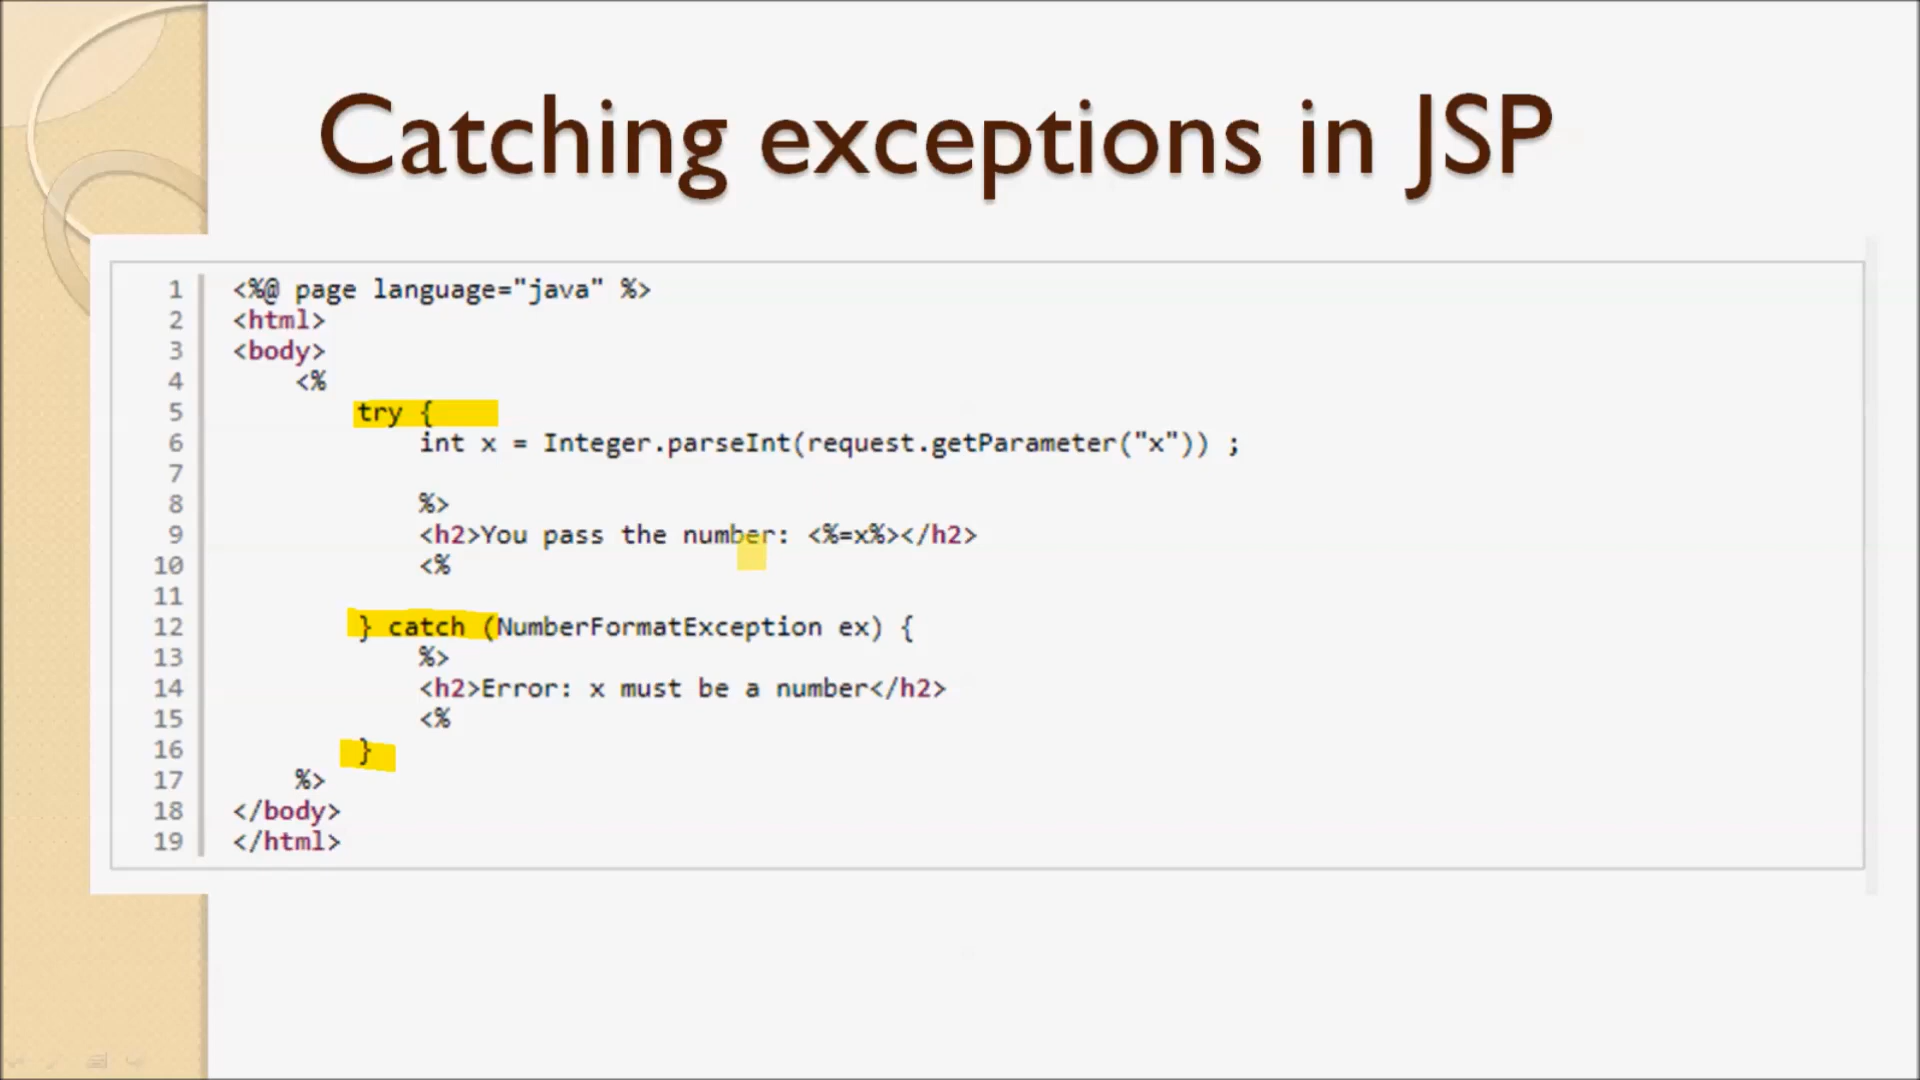 Catching exceptions in JSP
1 <%@ page language="java" %>
2 <html>
3 <body>
4 <%
5 try {
6 int x = Integer.parseInt(request.getParameter("x")) ;
7
8 %>
9 <h2>You pass the number: <%=x%></h2>
10 <%
11
12 } catch (NumberFormatException ex) {
13 %>
14 <h2>Error: x must be a number</h2>
15 <%
16 }
17 %>
18 </body>
19 </html>